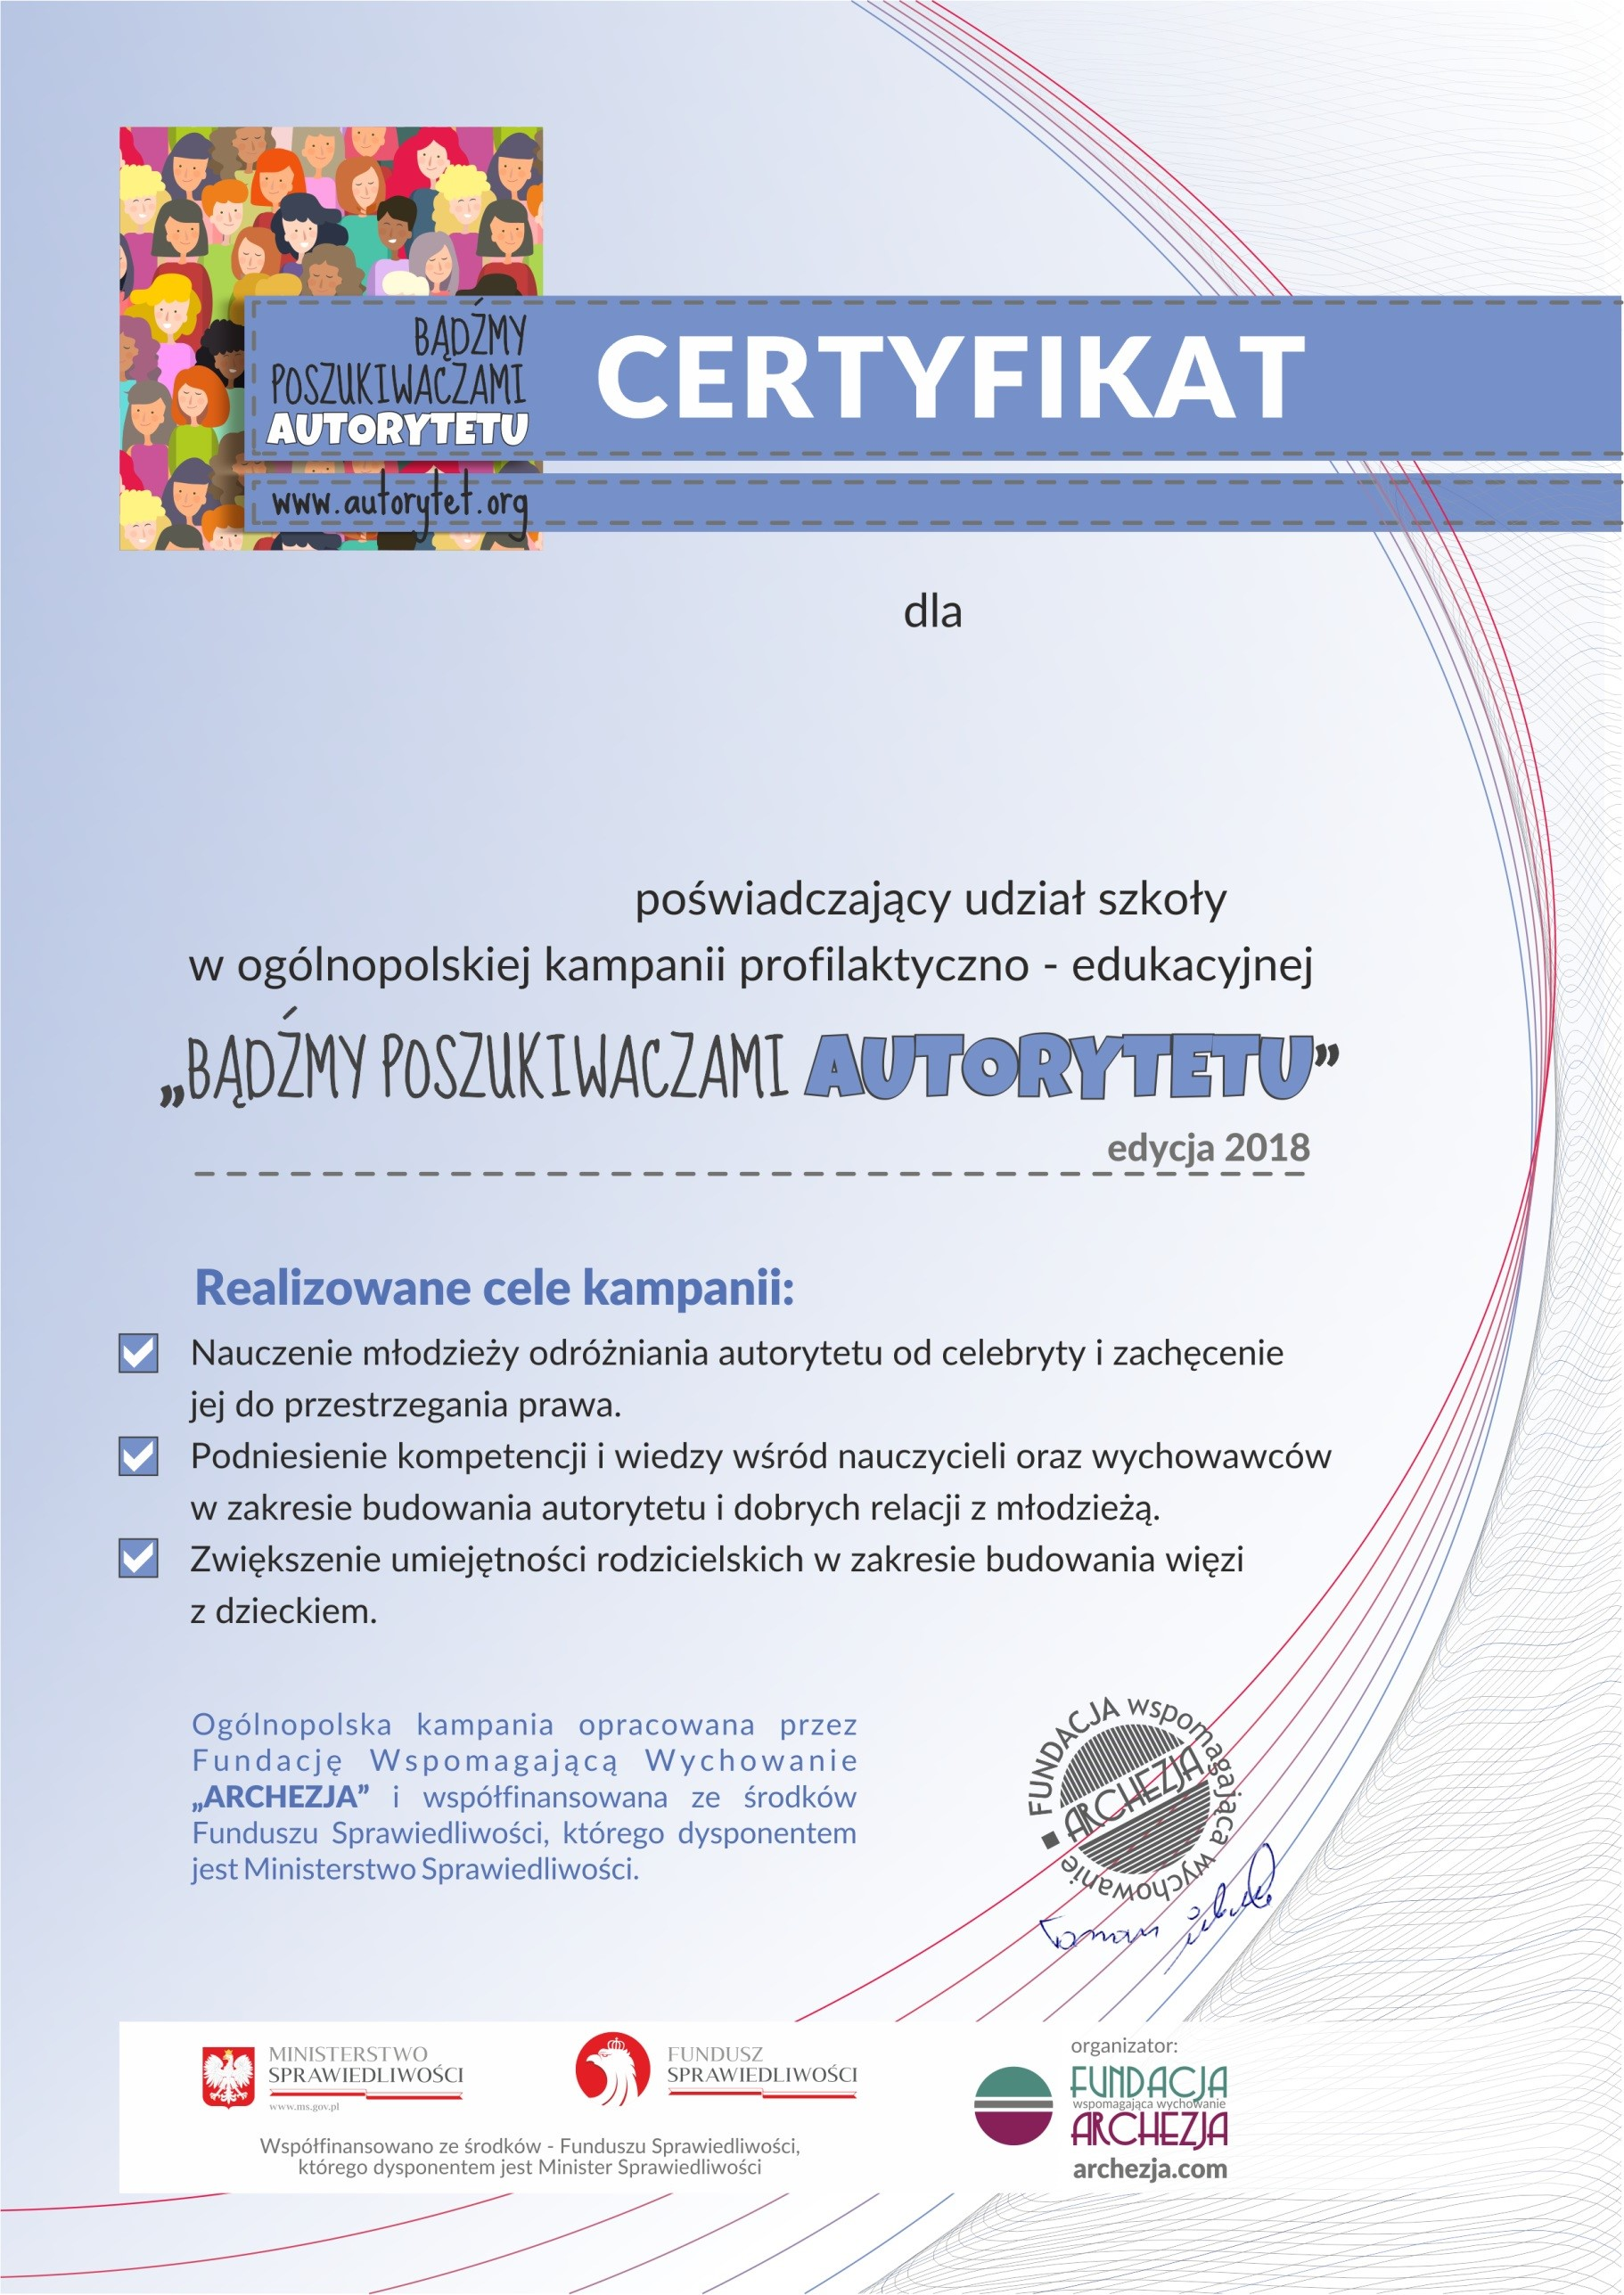 BĄDŹMY
POSZUKIWACZAMI
AUTORYTETU
CERTYFIKAT
www.autorytet.org
dla
poświadczający udział szkoły
w ogólnopolskiej kampanii profilaktyczno - edukacyjnej
„BĄDŹMY POSZUKIWACZAMI AUTORYTETU”
edycja 2018
Realizowane cele kampanii:
Nauczenie młodzieży odróżniania autorytetu od celebryty i zachęcenie
jej do przestrzegania prawa.
Podniesienie kompetencji i wiedzy wśród nauczycieli oraz wychowawców
w zakresie budowania autorytetu i dobrych relacji z młodzieżą.
Zwiększenie umiejętności rodzicielskich w zakresie budowania więzi
z dzieckiem.
Ogólnopolska kampania opracowana przez
Fundację Wspomagającą Wychowanie
„ARCHEZJA” i współfinansowana ze środków
Funduszu Sprawiedliwości, którego dysponentem
jest Ministerstwo Sprawiedliwości.
FUNDACJA wspomagająca wychowanie
ARCHEZJA
MINISTERSTWO
SPRAWIEDLIWOŚCI
www.ms.gov.pl
FUNDUSZ
SPRAWIEDLIWOŚCI
Współfinansowano ze środków - Funduszu Sprawiedliwości,
którego dysponentem jest Minister Sprawiedliwości
organizator:
FUNDACJA
wspomagająca wychowanie
ARCHEZJA
archezja.com